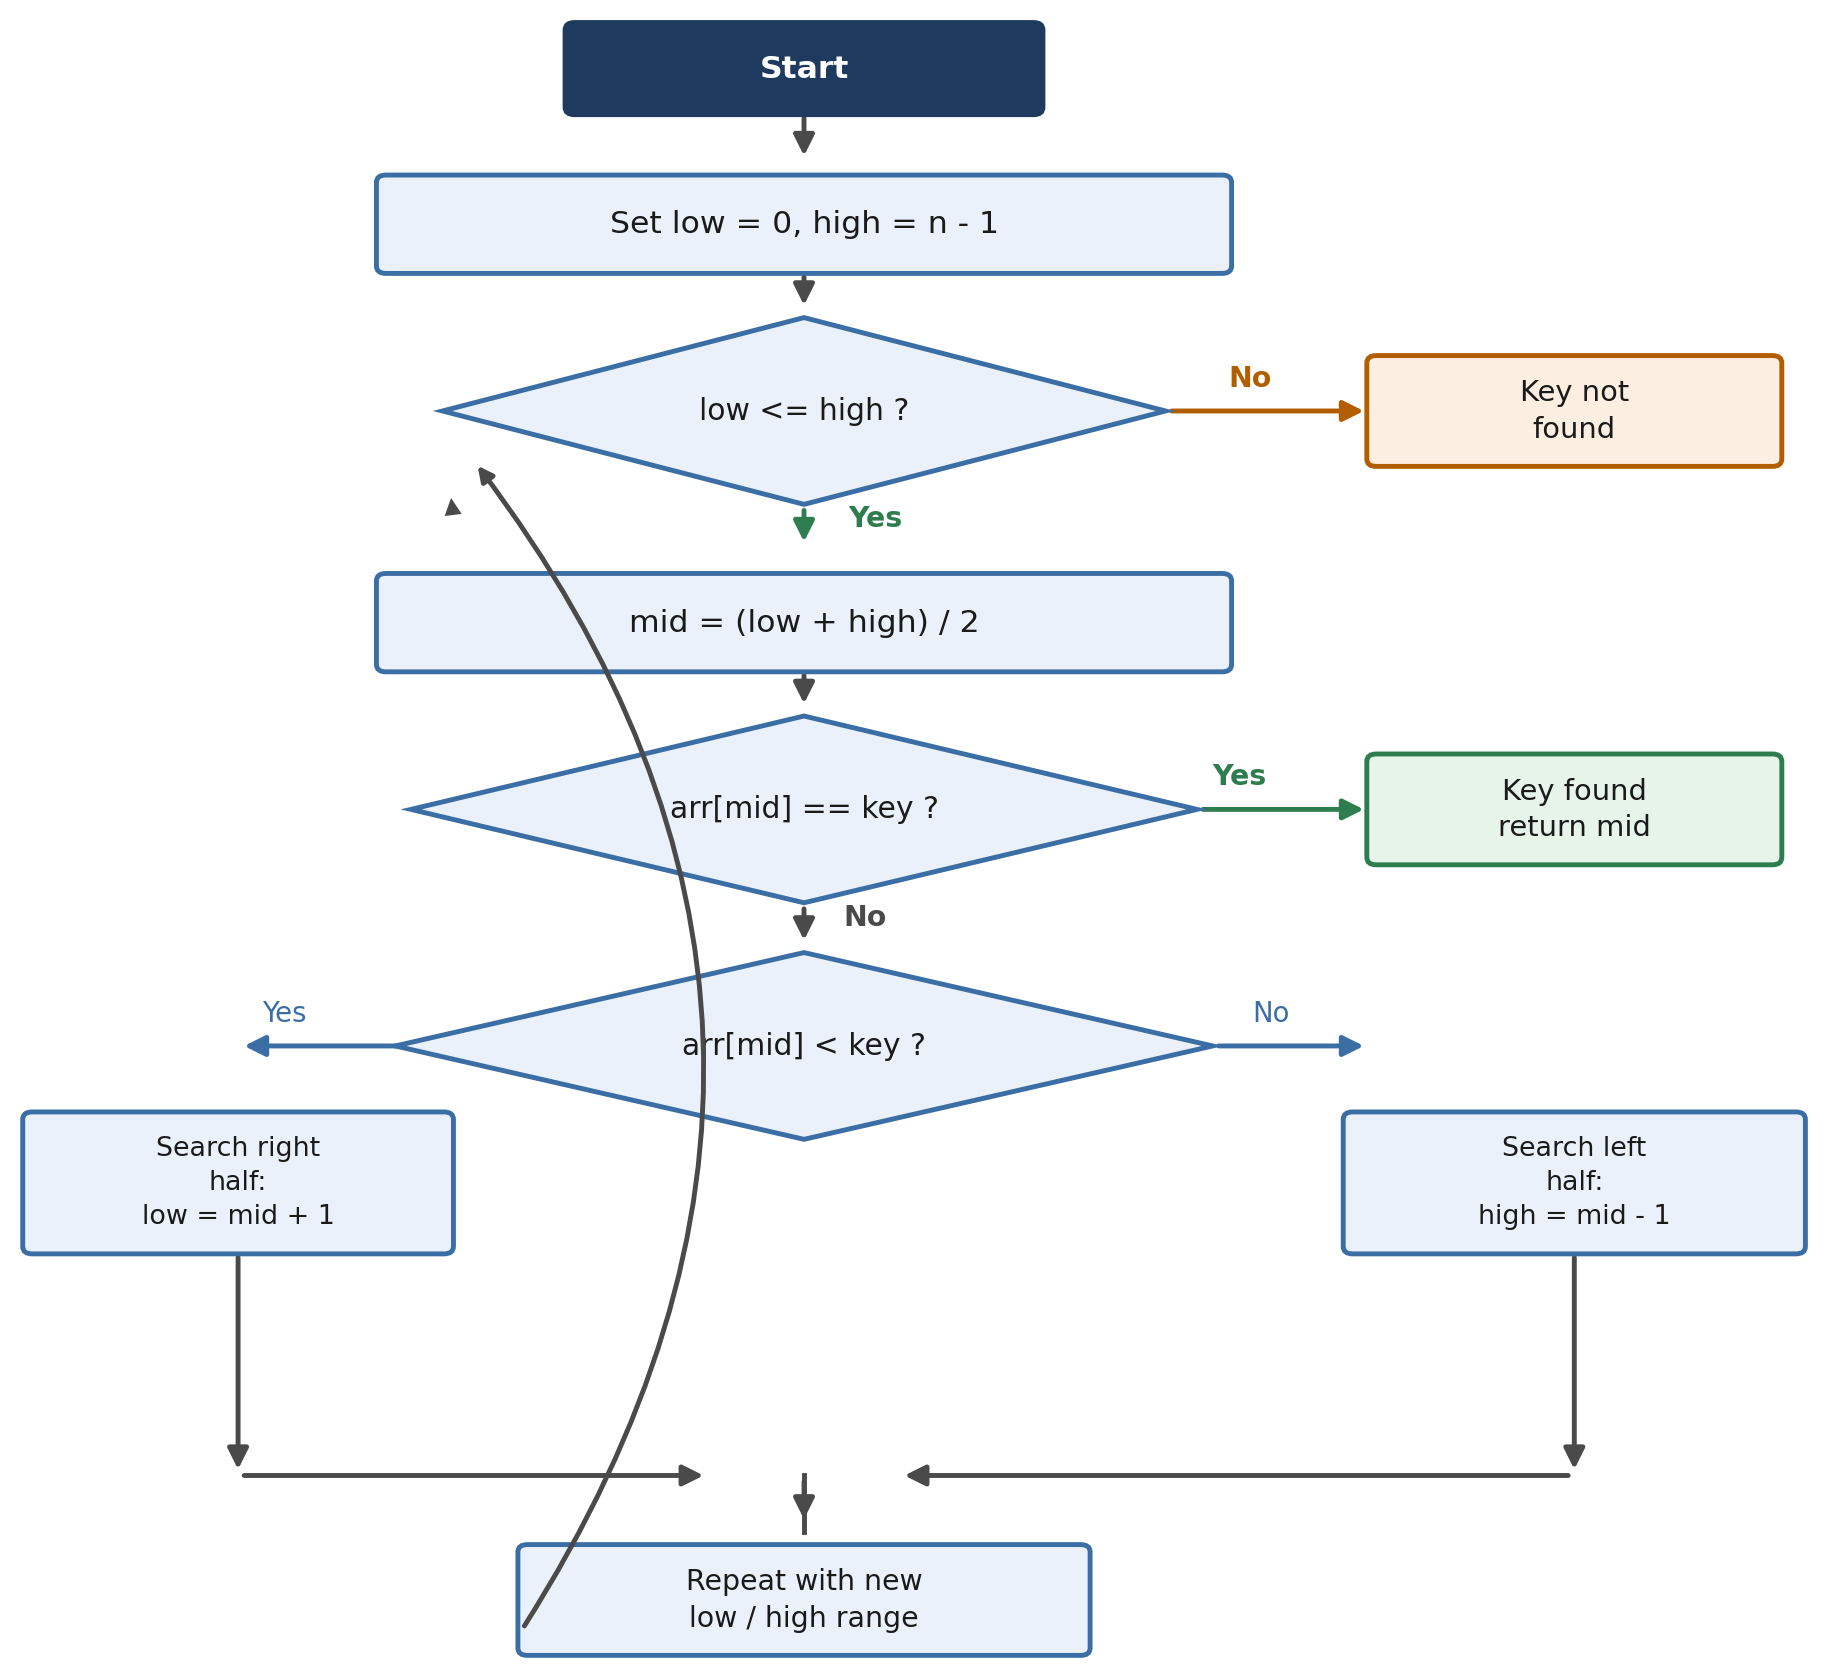 Start
Set low = 0, high = n - 1
low <= high ?
No
Key not
found
Yes
mid = (low + high) / 2
arr[mid] == key ?
Yes
Key found
return mid
No
arr[mid] < key ?
Yes
No
Search right
half:
low = mid + 1
Search left
half:
high = mid - 1
Repeat with new
low / high range